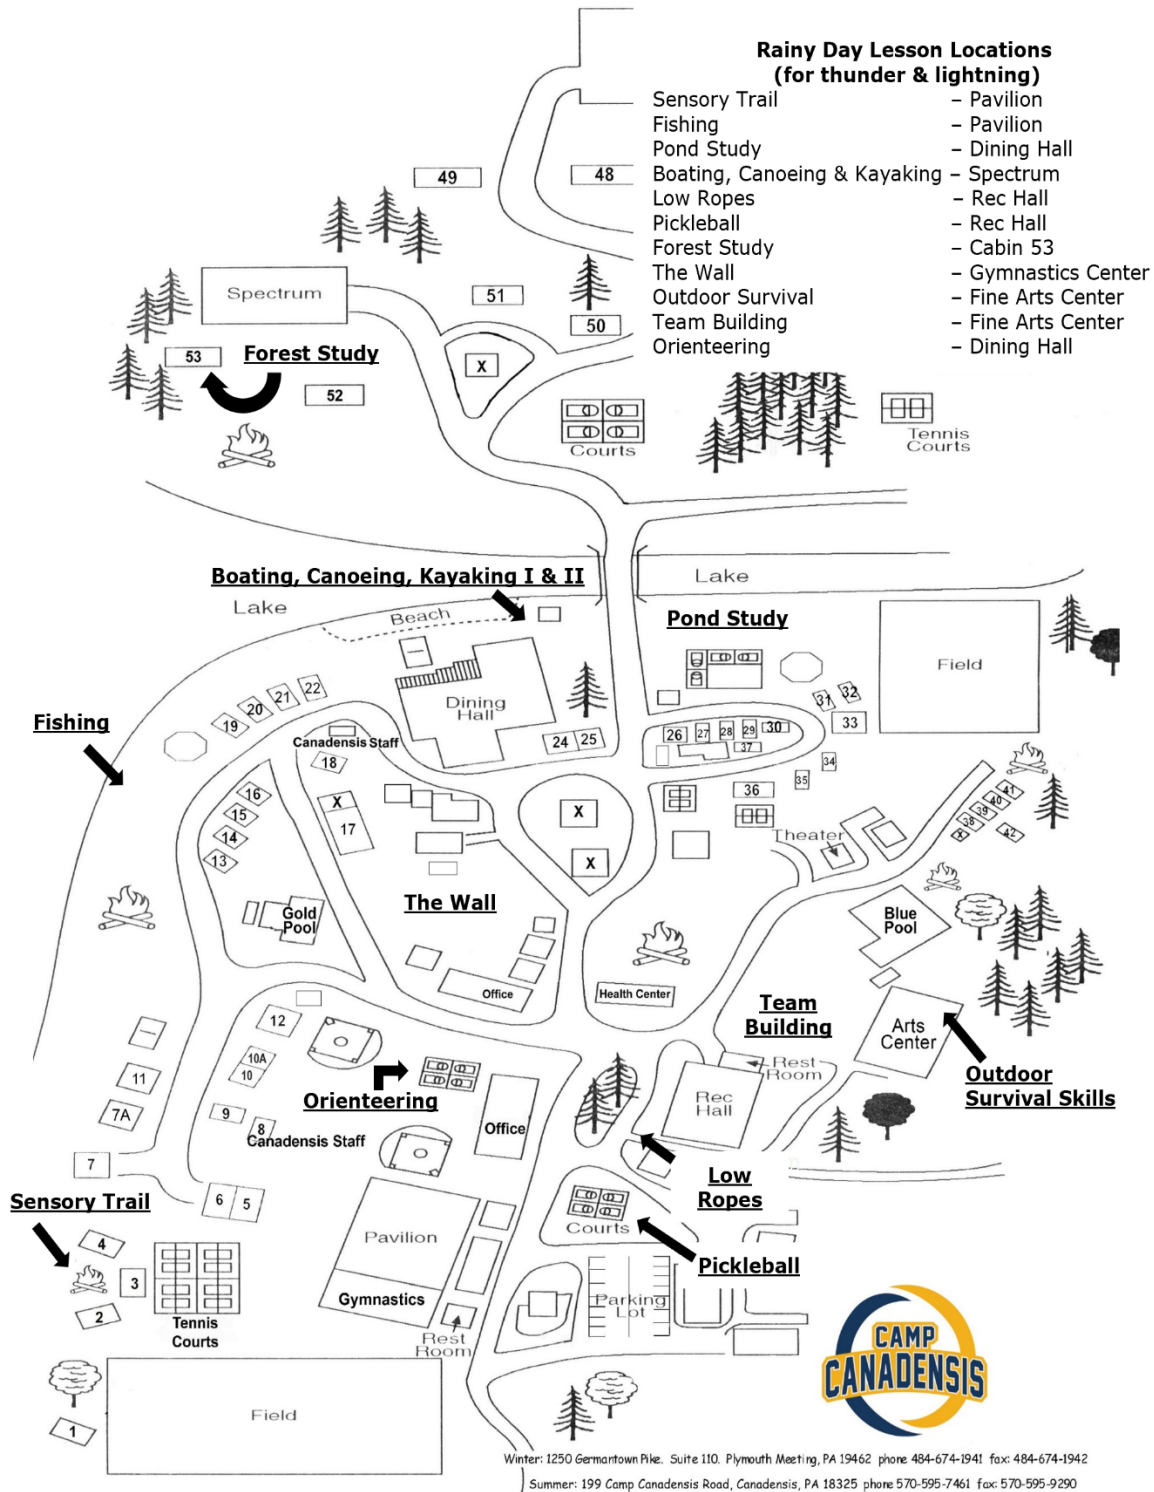 Rainy Day Lesson Locations
(for thunder & lightning)
Sensory Trail – Pavilion
Fishing – Pavilion
Pond Study – Dining Hall
Boating, Canoeing & Kayaking – Spectrum
Low Ropes – Rec Hall
Pickleball – Rec Hall
Forest Study – Cabin 53
The Wall – Gymnastics Center
Outdoor Survival – Fine Arts Center
Team Building – Fine Arts Center
Orienteering – Dining Hall
49
48
Spectrum
51
50
53
Forest Study
X
52
Courts
Tennis
Courts
Boating, Canoeing, Kayaking I & II
Lake
Lake
Beach
Pond Study
Field
Dining
Hall
Fishing
19
20
21
22
Canadensis Staff
18
24
25
26
27
28
29
30
37
31
32
33
34
35
36
16
15
14
13
X
17
X
X
Theater
41
40
39
38
X
42
The Wall
Gold
Pool
Blue
Pool
Office
Health Center
Team
Building
Arts
Center
12
10A
10
11
7A
9
8
Canadensis Staff
Orienteering
Office
Rest
Room
Rec
Hall
Outdoor
Survival Skills
7
6
5
Low
Ropes
Sensory Trail
4
3
2
Tennis
Courts
Pavilion
Gymnastics
Courts
Pickleball
Parking
Lot
Rest
Room
1
Field
CAMP
CANADENSIS
Winter: 1250 Germantown Pike. Suite 110. Plymouth Meeting, PA 19462 phone 484-674-1941 fax: 484-674-1942
Summer: 199 Camp Canadensis Road, Canadensis, PA 18325 phone 570-595-7461 fax: 570-595-9290